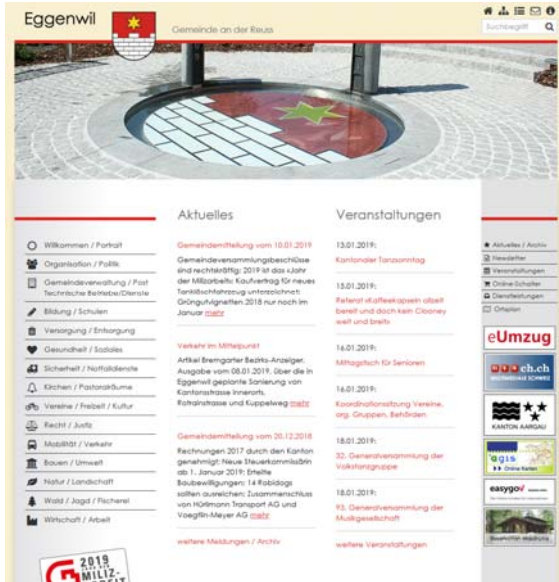 Eggenwil
Gemeinde an der Reuss
Suchbegriff
Willkommen / Portrait
Organisation / Politik
Gemeindeverwaltung / Post
Technische Betriebe/Dienste
Bildung / Schulen
Versorgung / Entsorgung
Gesundheit / Soziales
Sicherheit / Notfalldienste
Kirchen / Pastoralräume
Vereine / Freizeit / Kultur
Recht / Justiz
Mobilität / Verkehr
Bauen / Umwelt
Natur / Landschaft
Wald / Jagd / Fischerei
Wirtschaft / Arbeit
2019
MILIZ-
Aktuelles
Gemeindemitteilung vom 10.01.2019
Gemeindeversammlungsbeschlüsse
sind rechtskräftig; 2019 ist das «Jahr
der Milizarbeit»; Kaufvertrag für neues
Tanklöschfahrzeug unterzeichnet;
Grüngutvignetten 2018 nur noch im
Januar mehr
Verkehr im Mittelpunkt
Artikel Bremgarter Bezirks-Anzeiger,
Ausgabe vom 08.01.2019, über die in
Eggenwil geplante Sanierung von
Kantonsstrasse innerorts,
Rotrainstrasse und Kuppelweg mehr
Gemeindemitteilung vom 20.12.2018
Rechnungen 2017 durch den Kanton
genehmigt; Neue Steuerkommissärin
ab 1. Januar 2019; Erteilte
Baubewilligungen; 14 Robidogs
sollten ausreichen; Zusammenschluss
von Hürlimann Transport AG und
Voegtlin-Meyer AG mehr
weitere Meldungen / Archiv
Veranstaltungen
13.01.2019:
Kantonaler Tanzsonntag
15.01.2019:
Referat «Kaffeekapseln allzeit
bereit und doch kein Clooney
weit und breit»
16.01.2019:
Mittagstisch für Senioren
16.01.2019:
Koordinationssitzung Vereine,
org. Gruppen, Behörden
18.01.2019:
32. Generalversammlung der
Volkstanzgruppe
18.01.2019:
93. Generalversammlung der
Musikgesellschaft
weitere Veranstaltungen
Aktuelles / Archiv
Newsletter
Veranstaltungen
Online-Schalter
Dienstleistungen
Ortsplan
eUmzug
ch.ch
KANTON AARGAU
agis
Online Karten
easygov